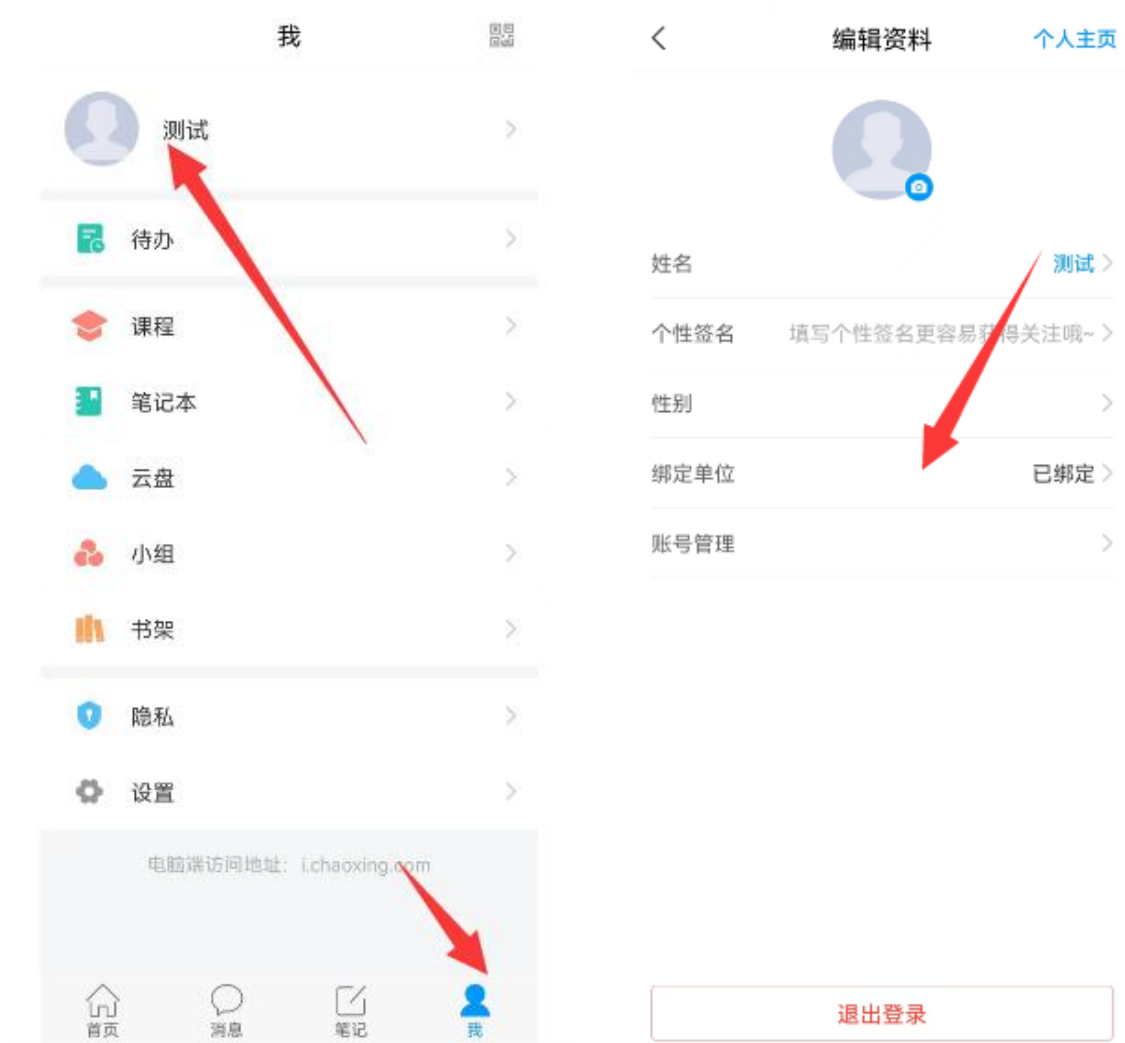 我
测试
待办
课程
笔记本
云盘
小组
书架
隐私
设置
电脑端访问地址：i.chaoxing.com
首页
消息
笔记
我
编辑资料
个人主页
姓名
测试
个性签名
填写个性签名更容易获得关注哦~
性别
绑定单位
已绑定
账号管理
退出登录